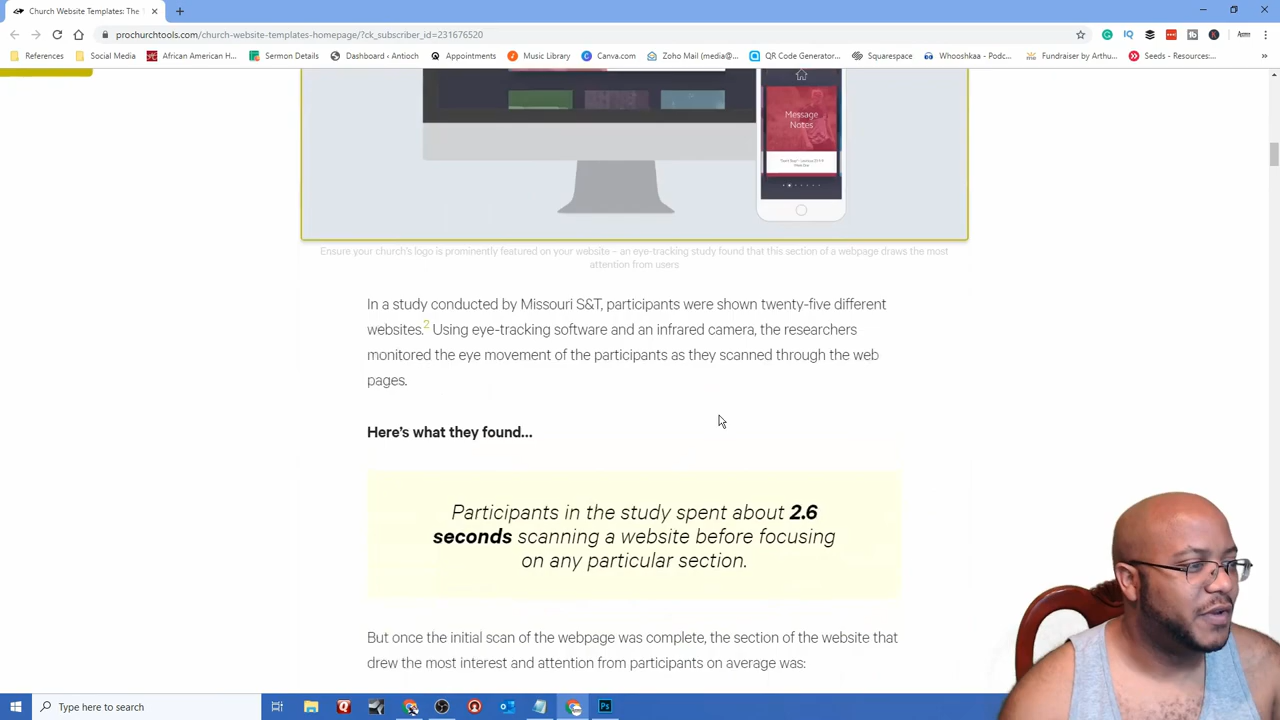 Church Website Templates: The
prochurchtools.com/church-website-templates-homepage/?ck_subscriber_id=231676520
References
Social Media
African American H...
Sermon Details
Dashboard ‹ Antioch
Appointments
Music Library
Canva.com
Zoho Mail (media@...
QR Code Generator...
Squarespace
Whooshkaa - Podc...
Fundraiser by Arthu...
Seeds - Resources:...
Message
Notes
Ensure your church's logo is prominently featured on your website – an eye-tracking study found that this section of a webpage draws the most
attention from users
In a study conducted by Missouri S&T, participants were shown twenty-five different
websites.2 Using eye-tracking software and an infrared camera, the researchers
monitored the eye movement of the participants as they scanned through the web
pages.
Here's what they found...
Participants in the study spent about 2.6
seconds scanning a website before focusing
on any particular section.
But once the initial scan of the webpage was complete, the section of the website that
drew the most interest and attention from participants on average was:
Type here to search